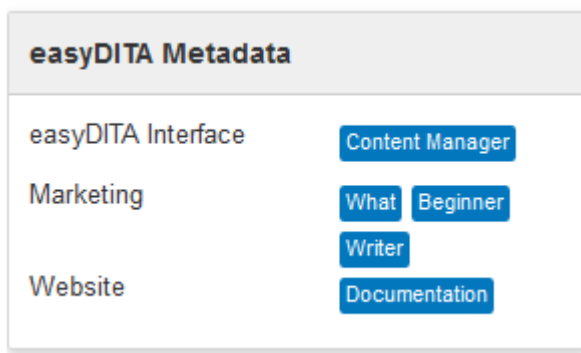 easyDITA Metadata
easyDITA Interface Content Manager
Marketing What Beginner
Writer
Website Documentation